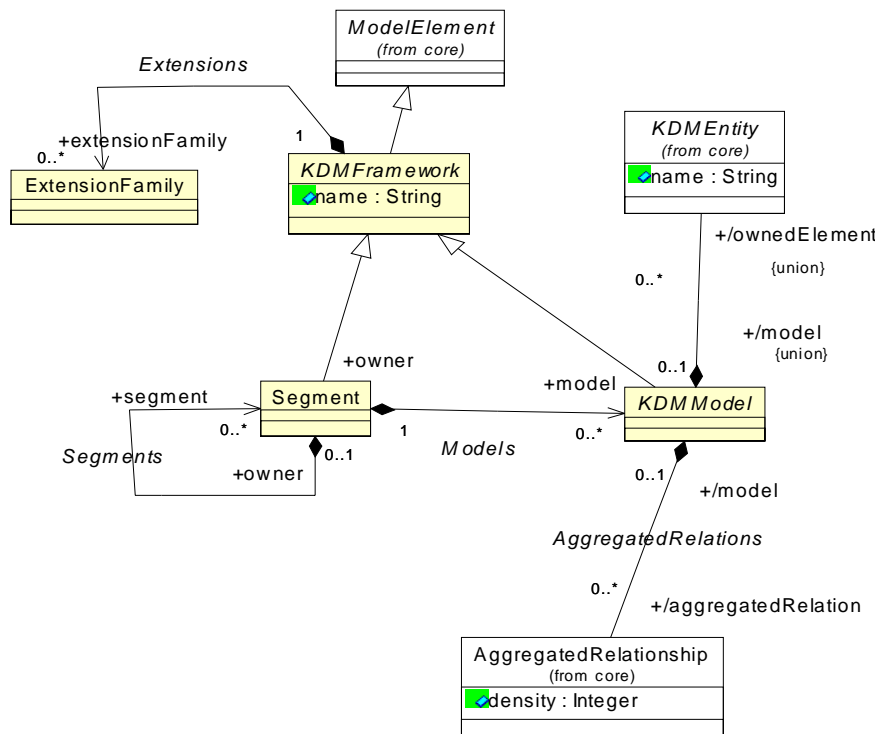 ModelElement
(from core)
Extensions
1
+extensionFamily
0..*
ExtensionFamily
KDMFramework
name : String
KDMEntity
(from core)
name : String
+/ownedElement
{union}
0..*
+/model
{union}
0..1
+owner
+segment
Segment
0..*
1
+model
0..*
KDMModel
Segments
+owner
0..1
Models
0..1
+/model
AggregatedRelations
0..*
+/aggregatedRelation
AggregatedRelationship
(from core)
density : Integer